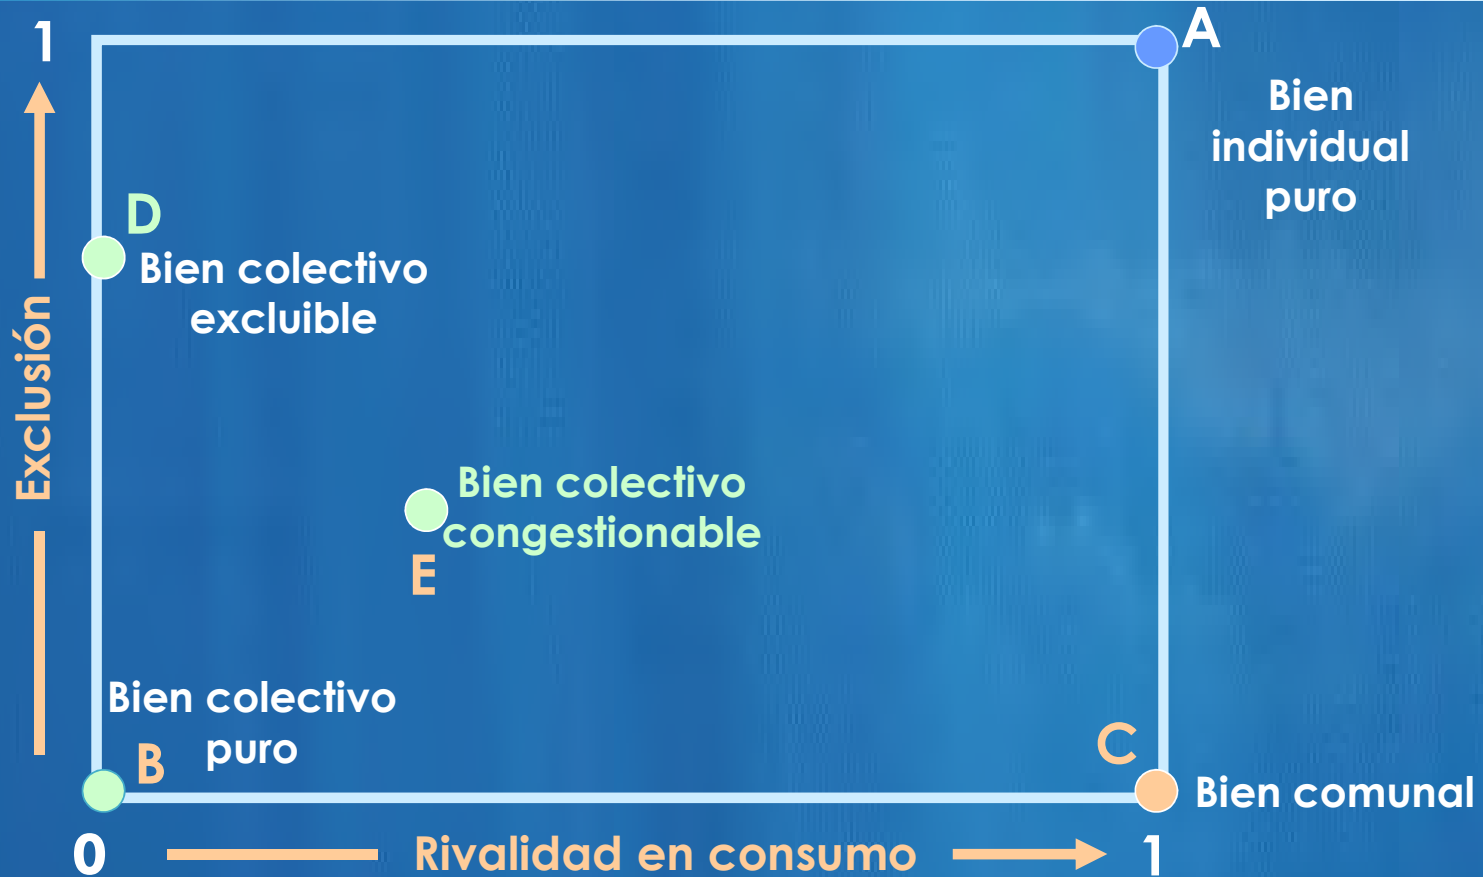 1
A
Bien
individual
puro
D
Bien colectivo
excluible
Exclusión
Bien colectivo
congestionable
E
Bien colectivo
puro
B
C
Bien comunal
0
Rivalidad en consumo
1